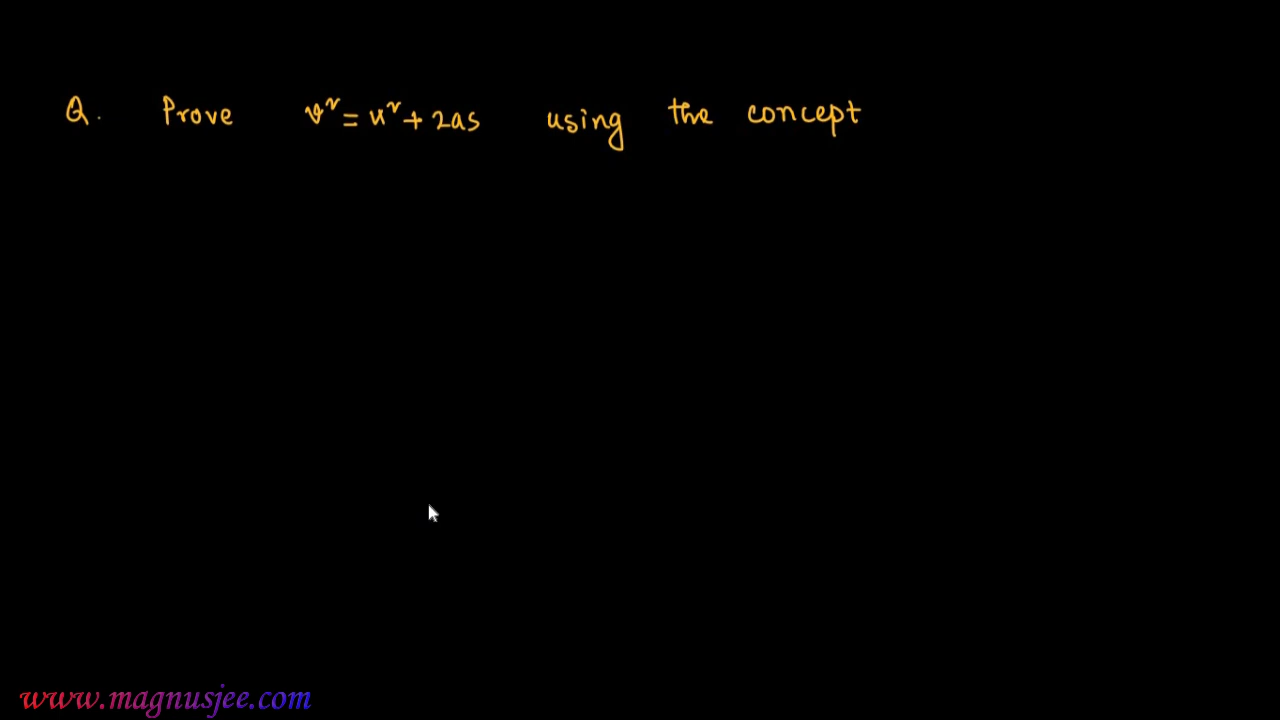 Q. Prove v² = u² + 2as using the concept
www.magnusjee.com